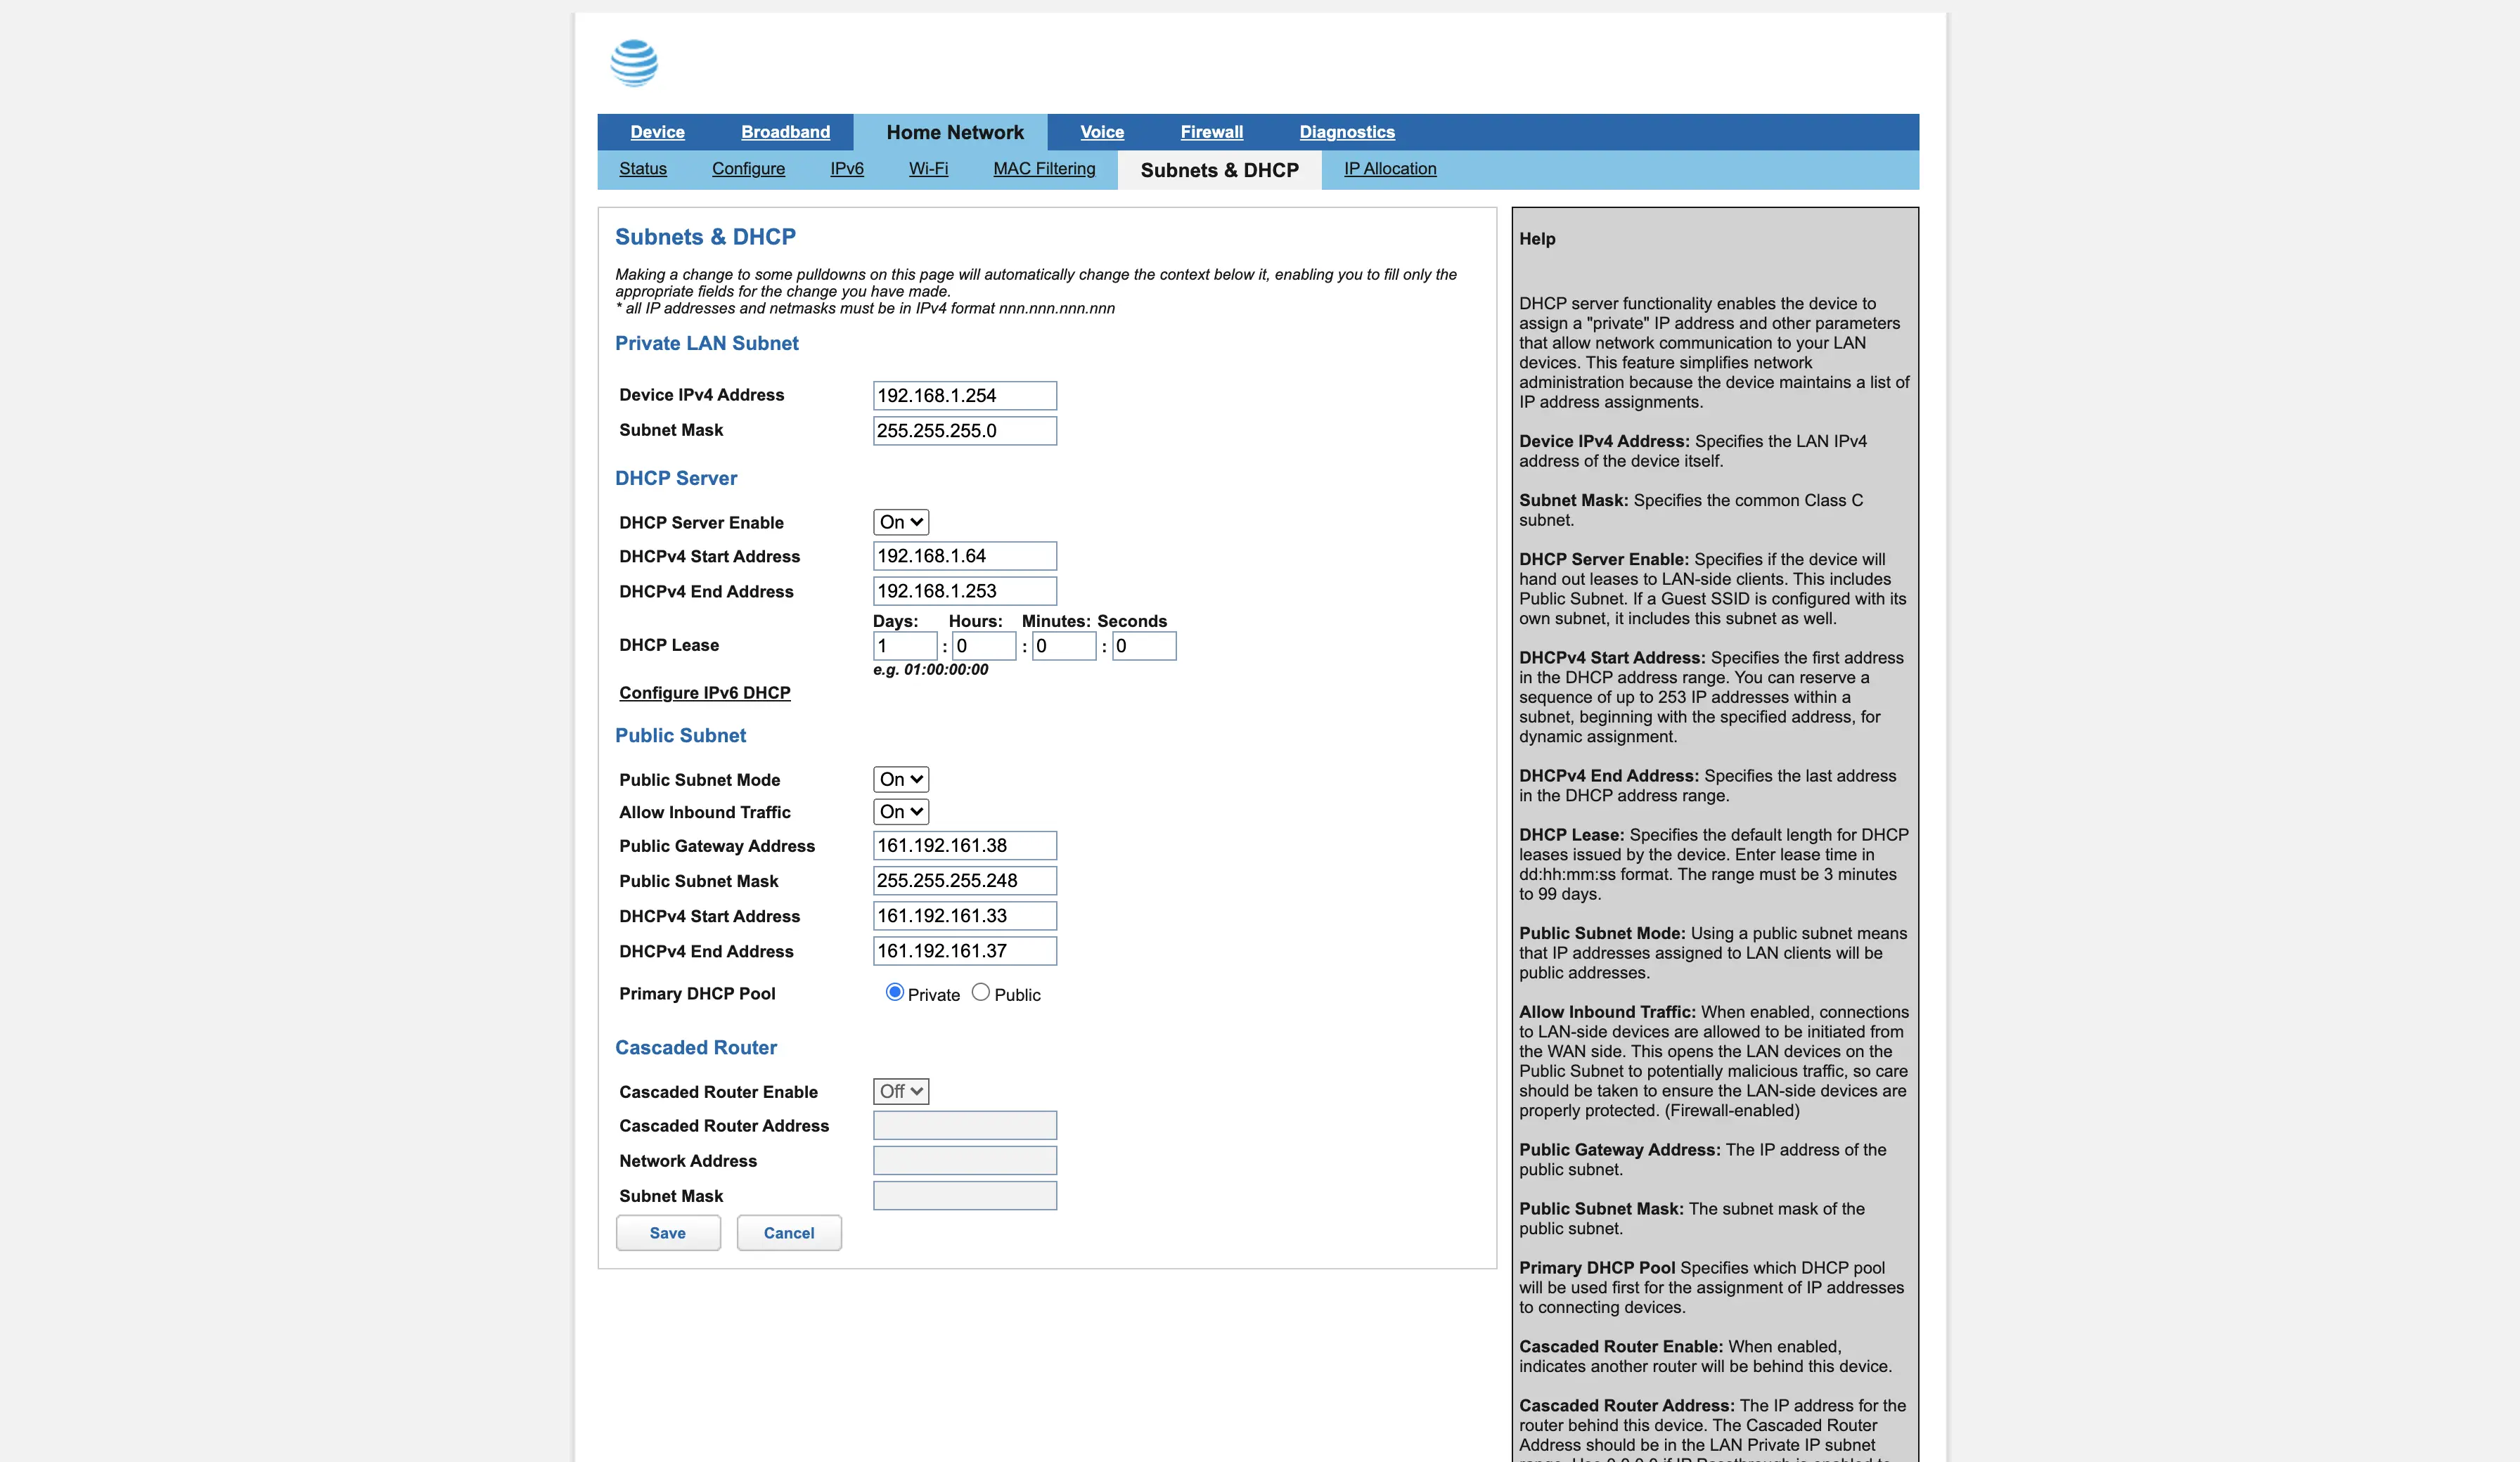 Device Broadband Home Network Voice Firewall Diagnostics
Status Configure IPv6 Wi-Fi MAC Filtering Subnets & DHCP IP Allocation
Subnets & DHCP
Making a change to some pulldowns on this page will automatically change the context below it, enabling you to fill only the
appropriate fields for the change you have made.
* all IP addresses and netmasks must be in IPv4 format nnn.nnn.nnn.nnn
Private LAN Subnet
Device IPv4 Address 192.168.1.254
Subnet Mask 255.255.255.0
DHCP Server
DHCP Server Enable On
DHCPv4 Start Address 192.168.1.64
DHCPv4 End Address 192.168.1.253
Days: Hours: Minutes: Seconds
DHCP Lease 1 : 0 : 0 : 0
e.g. 01:00:00:00
Configure IPv6 DHCP
Public Subnet
Public Subnet Mode On
Allow Inbound Traffic On
Public Gateway Address 161.192.161.38
Public Subnet Mask 255.255.255.248
DHCPv4 Start Address 161.192.161.33
DHCPv4 End Address 161.192.161.37
Primary DHCP Pool Private Public
Cascaded Router
Cascaded Router Enable Off
Cascaded Router Address
Network Address
Subnet Mask
Save Cancel
Help
DHCP server functionality enables the device to
assign a "private" IP address and other parameters
that allow network communication to your LAN
devices. This feature simplifies network
administration because the device maintains a list of
IP address assignments.
Device IPv4 Address: Specifies the LAN IPv4
address of the device itself.
Subnet Mask: Specifies the common Class C
subnet.
DHCP Server Enable: Specifies if the device will
hand out leases to LAN-side clients. This includes
Public Subnet. If a Guest SSID is configured with its
own subnet, it includes this subnet as well.
DHCPv4 Start Address: Specifies the first address
in the DHCP address range. You can reserve a
sequence of up to 253 IP addresses within a
subnet, beginning with the specified address, for
dynamic assignment.
DHCPv4 End Address: Specifies the last address
in the DHCP address range.
DHCP Lease: Specifies the default length for DHCP
leases issued by the device. Enter lease time in
dd:hh:mm:ss format. The range must be 3 minutes
to 99 days.
Public Subnet Mode: Using a public subnet means
that IP addresses assigned to LAN clients will be
public addresses.
Allow Inbound Traffic: When enabled, connections
to LAN-side devices are allowed to be initiated from
the WAN side. This opens the LAN devices on the
Public Subnet to potentially malicious traffic, so care
should be taken to ensure the LAN-side devices are
properly protected. (Firewall-enabled)
Public Gateway Address: The IP address of the
public subnet.
Public Subnet Mask: The subnet mask of the
public subnet.
Primary DHCP Pool Specifies which DHCP pool
will be used first for the assignment of IP addresses
to connecting devices.
Cascaded Router Enable: When enabled,
indicates another router will be behind this device.
Cascaded Router Address: The IP address for the
router behind this device. The Cascaded Router
Address should be in the LAN Private IP subnet